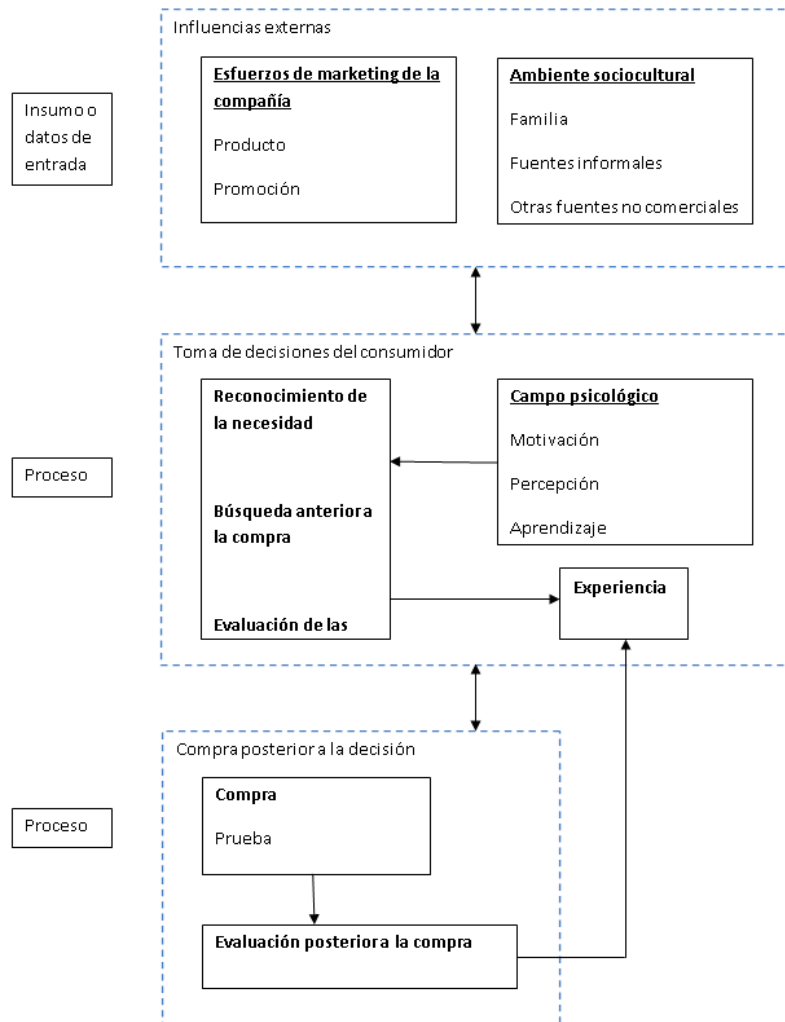 Influencias externas
Insumo o
datos de
entrada
Esfuerzos de marketing de la
compañía
Producto
Promoción
Ambiente sociocultural
Familia
Fuentes informales
Otras fuentes no comerciales
Toma de decisiones del consumidor
Proceso
Reconocimiento de
la necesidad
Búsqueda anterior a
la compra
Evaluación de las
Campo psicológico
Motivación
Percepción
Aprendizaje
Experiencia
Compra posterior a la decisión
Proceso
Compra
Prueba
Evaluación posterior a la compra